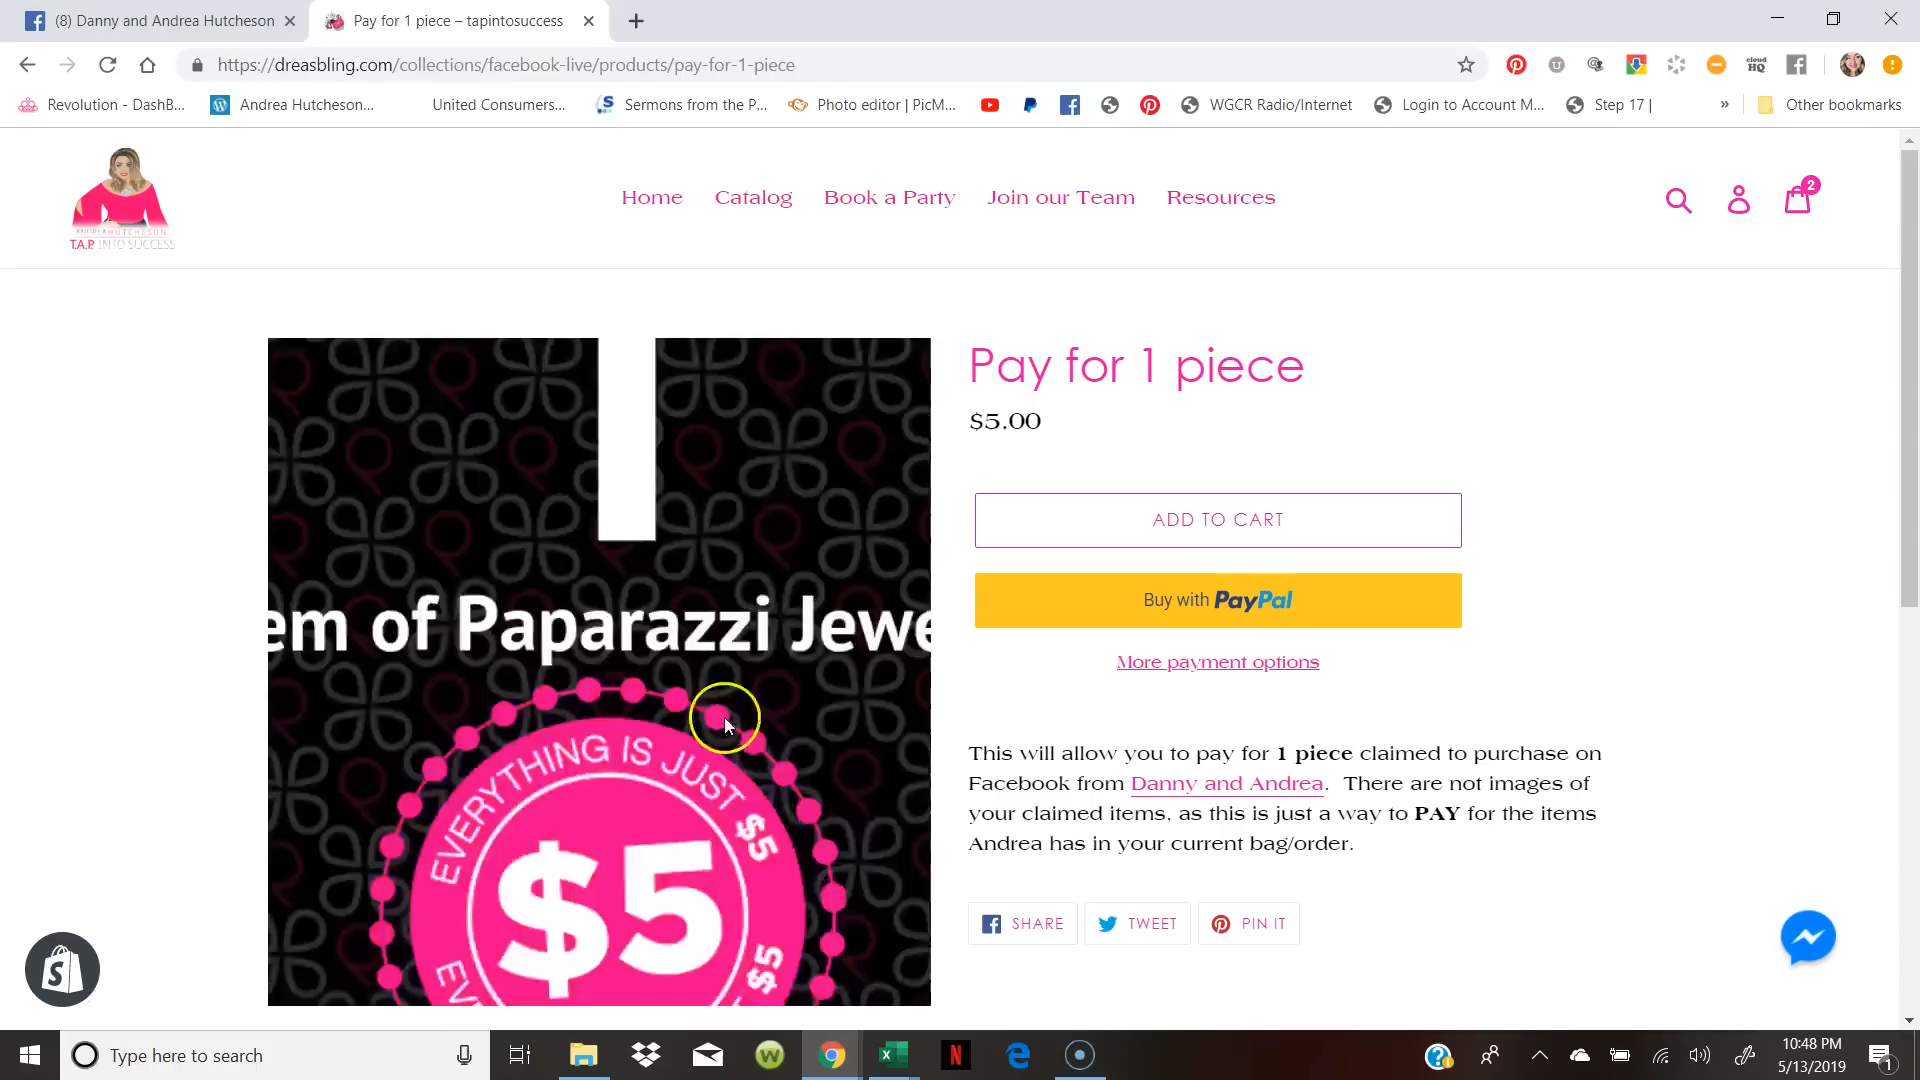 (8) Danny and Andrea Hutcheson
Pay for 1 piece – tapintosuccess
https://dreasbling.com/collections/facebook-live/products/pay-for-1-piece
cloud HQ
Revolution - DashB...
Andrea Hutcheson...
United Consumers...
Sermons from the P...
Photo editor | PicM...
WGCR Radio/Internet
Login to Account M...
Step 17 |
»
Other bookmarks
ANDREA HUTCHESON
T.A.P. INTO SUCCESS
Home
Catalog
Book a Party
Join our Team
Resources
2
em of Paparazzi Jewe
EVERYTHING IS JUST $5
$5
$5
Pay for 1 piece
$5.00
ADD TO CART
Buy with PayPal
More payment options
This will allow you to pay for 1 piece claimed to purchase on
Facebook from Danny and Andrea. There are not images of
your claimed items, as this is just a way to PAY for the items
Andrea has in your current bag/order.
SHARE
TWEET
PIN IT
Type here to search
10:48 PM
5/13/2019
1